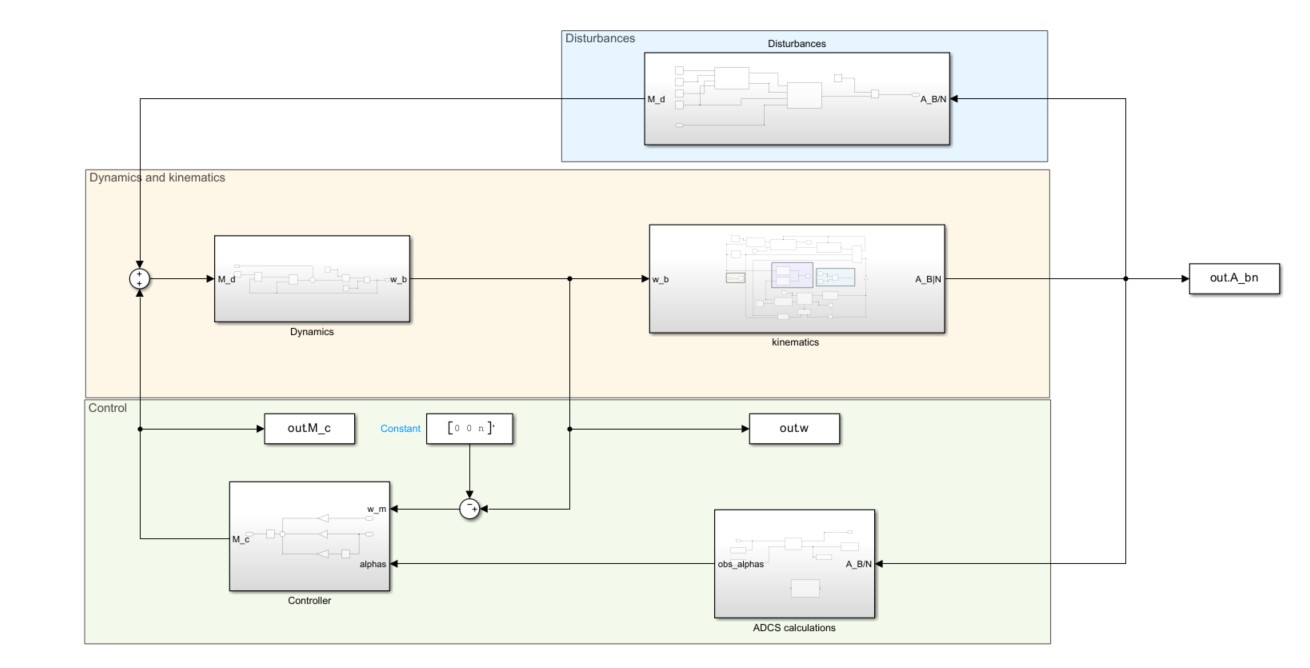 Disturbances
Disturbances
M_d
A_B/N
Dynamics and kinematics
+
+
M_d
w_b
Dynamics
w_b
A_B|N
kinematics
out.A_bn
Control
out.M_c
Constant
[0 0 n]'
out.w
−
+
w_m
M_c
alphas
Controller
obs_alphas
A_B/N
ADCS calculations